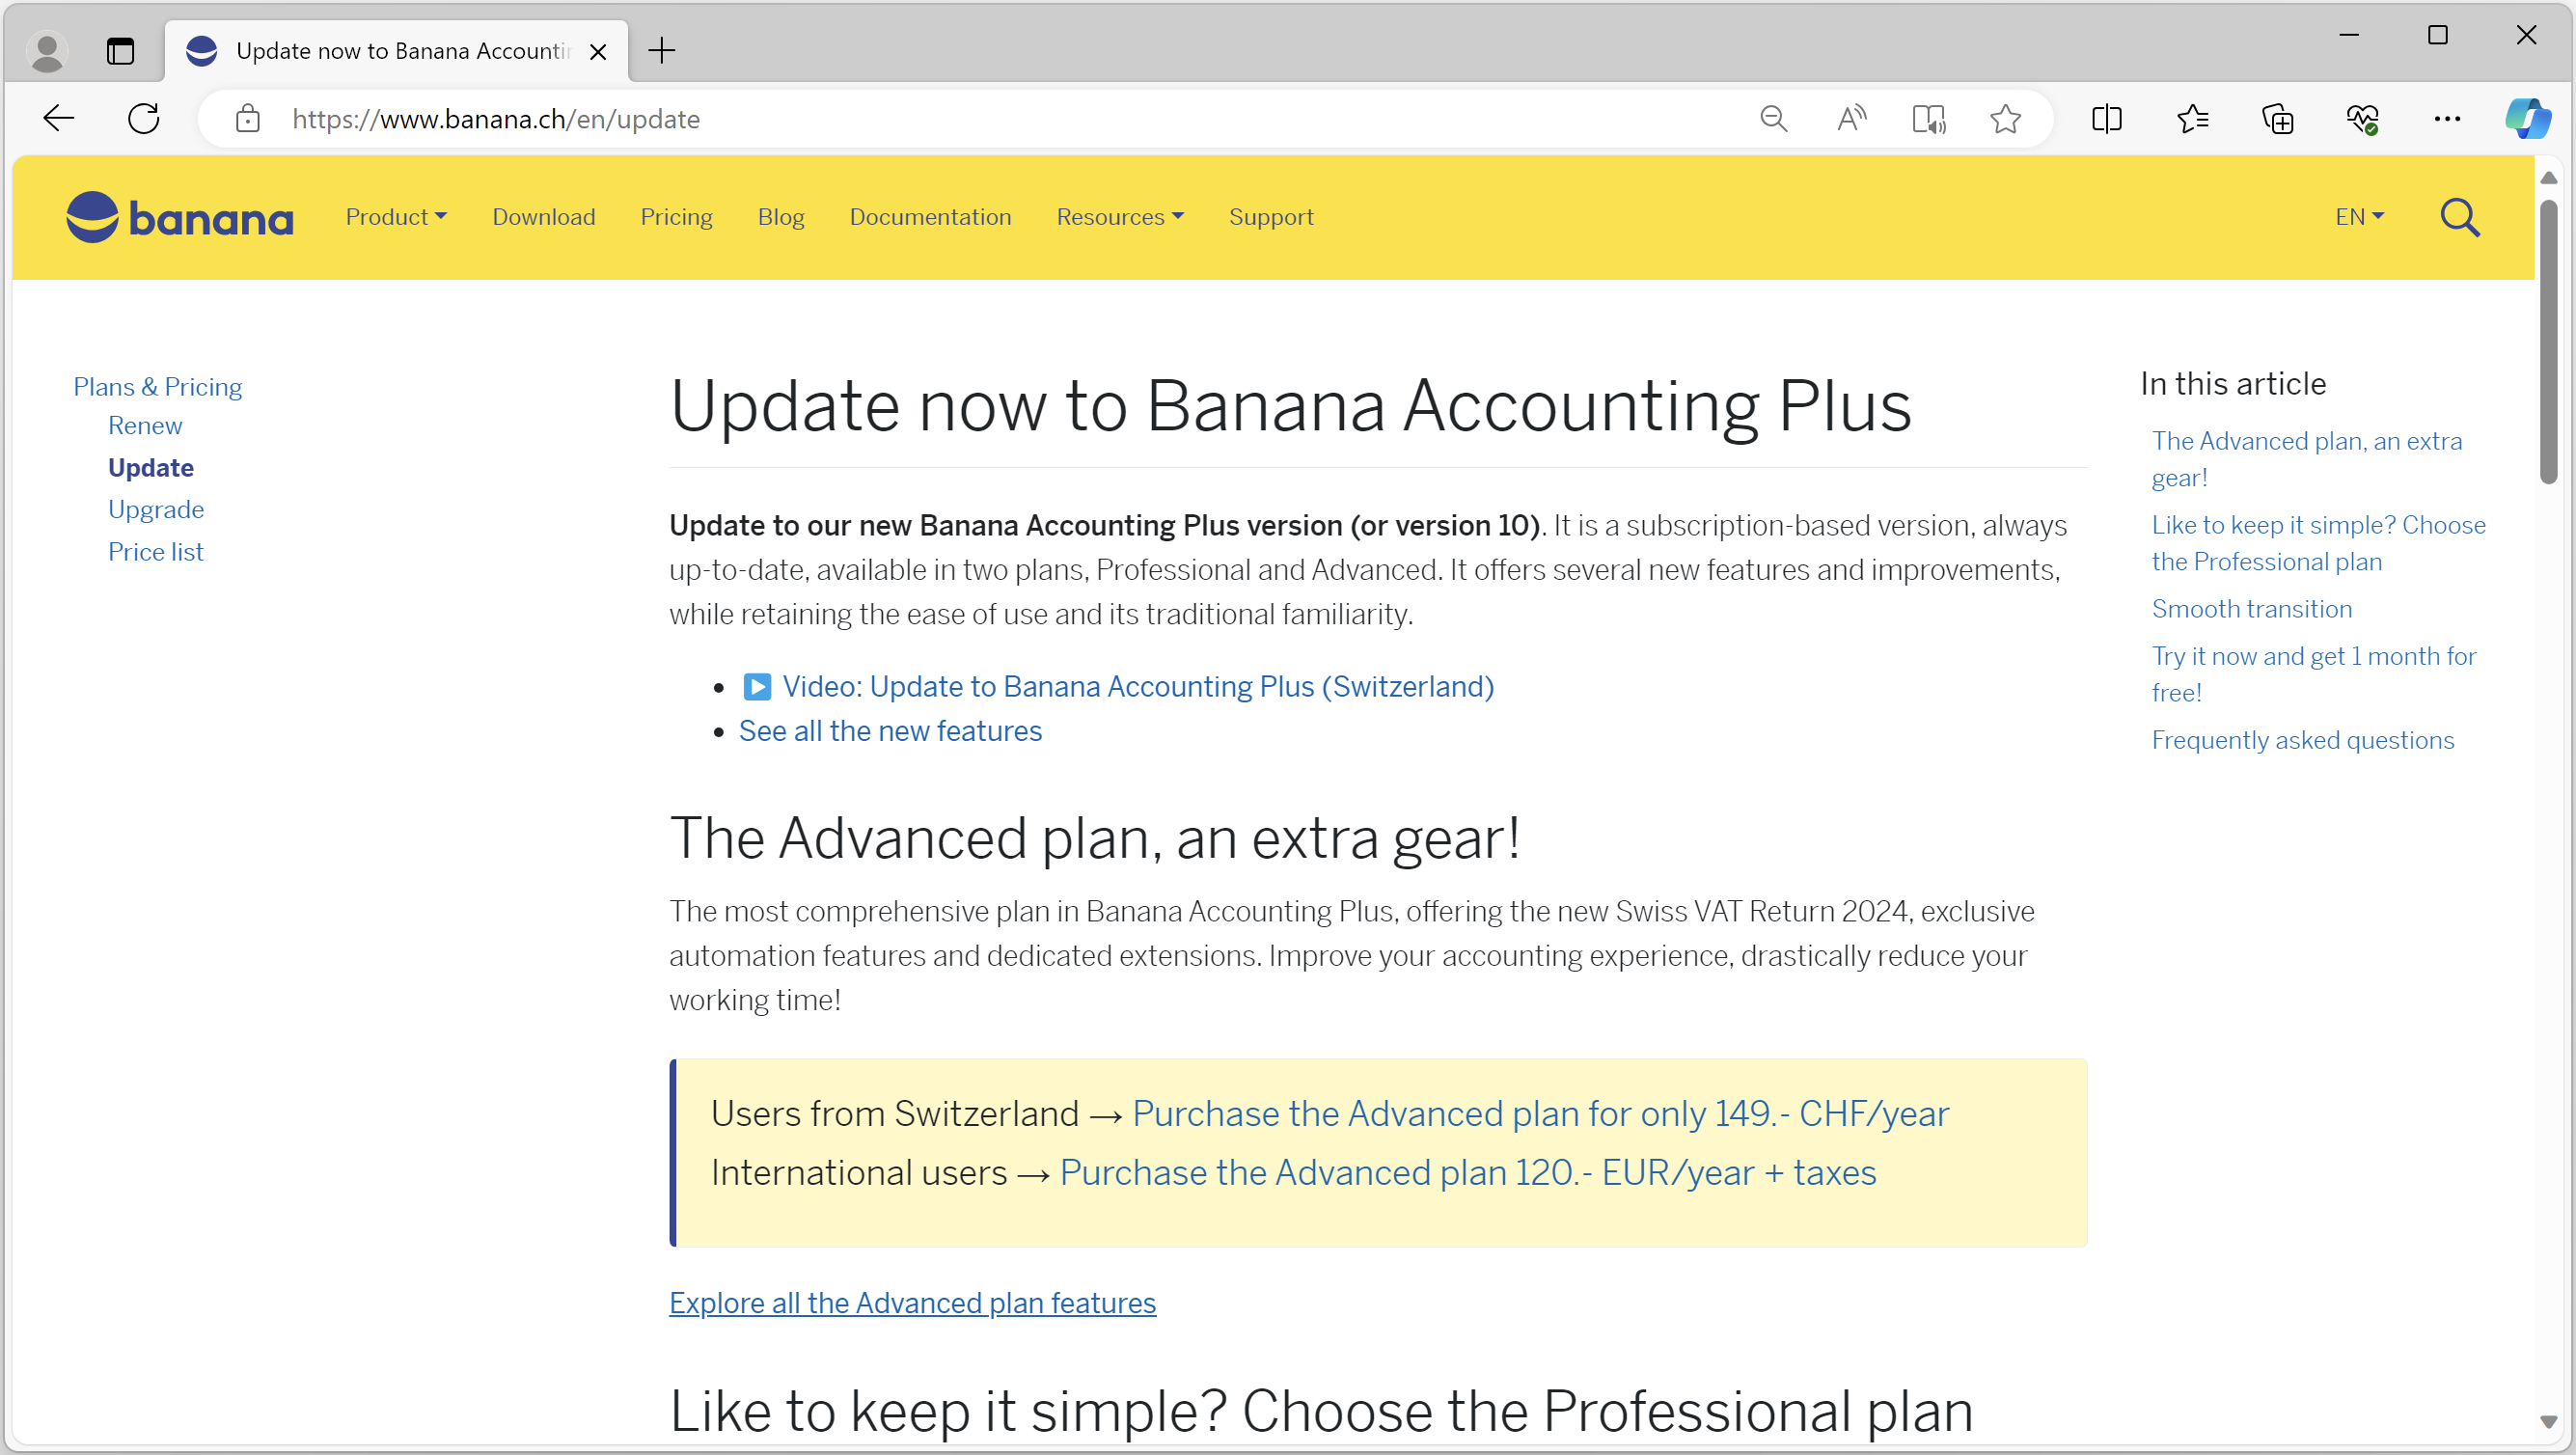 Update now to Banana Accountin
https://www.banana.ch/en/update
banana
Product
Download
Pricing
Blog
Documentation
Resources
Support
EN
Plans & Pricing
Renew
Update
Upgrade
Price list
Update now to Banana Accounting Plus
Update to our new Banana Accounting Plus version (or version 10). It is a subscription-based version, always
up-to-date, available in two plans, Professional and Advanced. It offers several new features and improvements,
while retaining the ease of use and its traditional familiarity.
Video: Update to Banana Accounting Plus (Switzerland)
See all the new features
The Advanced plan, an extra gear!
The most comprehensive plan in Banana Accounting Plus, offering the new Swiss VAT Return 2024, exclusive
automation features and dedicated extensions. Improve your accounting experience, drastically reduce your
working time!
Users from Switzerland → Purchase the Advanced plan for only 149.- CHF/year
International users → Purchase the Advanced plan 120.- EUR/year + taxes
Explore all the Advanced plan features
Like to keep it simple? Choose the Professional plan
In this article
The Advanced plan, an extra
gear!
Like to keep it simple? Choose
the Professional plan
Smooth transition
Try it now and get 1 month for
free!
Frequently asked questions